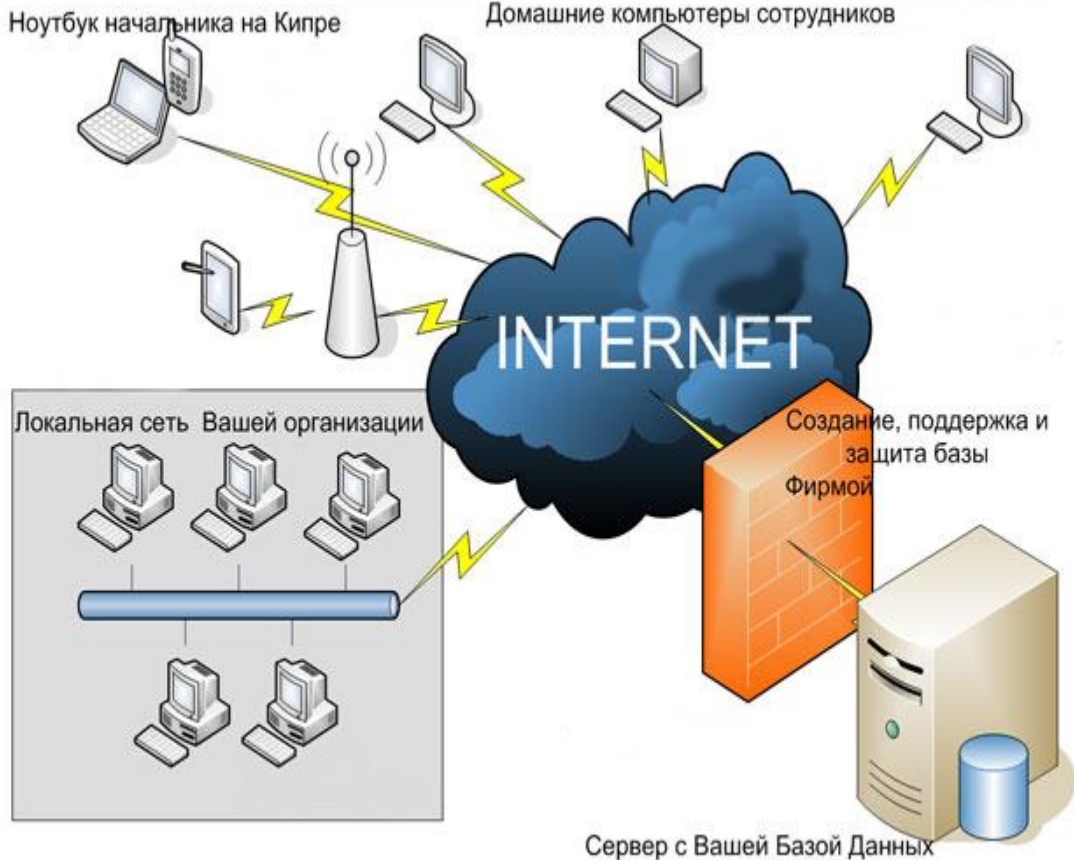 Ноутбук начальника на Кипре
Домашние компьютеры сотрудников
INTERNET
Локальная сеть Вашей организации
Создание, поддержка и
защита базы
Фирмой
Сервер с Вашей Базой Данных